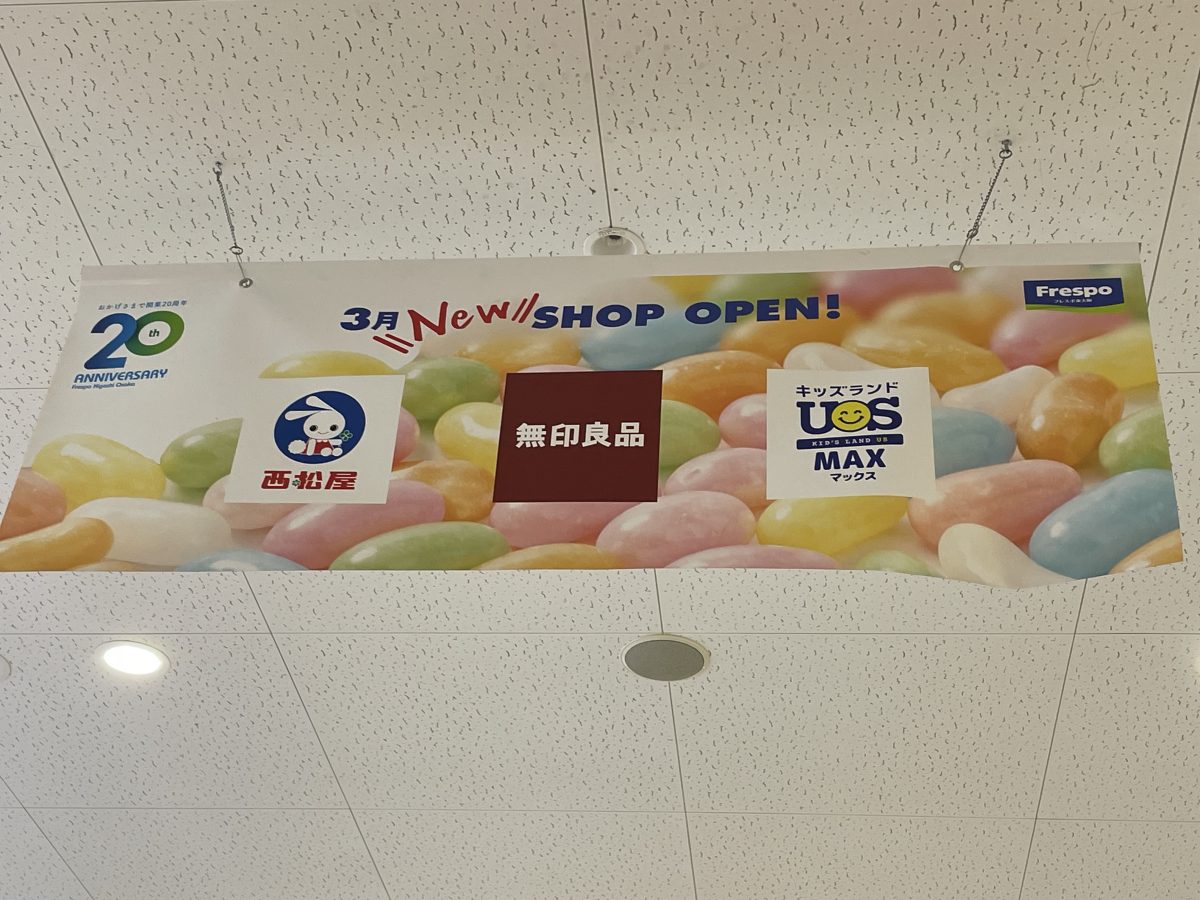 おかげさまで開業20周年
20th
ANNIVERSARY
Frespo Higashi Osaka
3月 New SHOP OPEN!
Frespo
フレスポ東大阪
西松屋
無印良品
キッズランド
US
KID'S LAND US
MAX
マックス